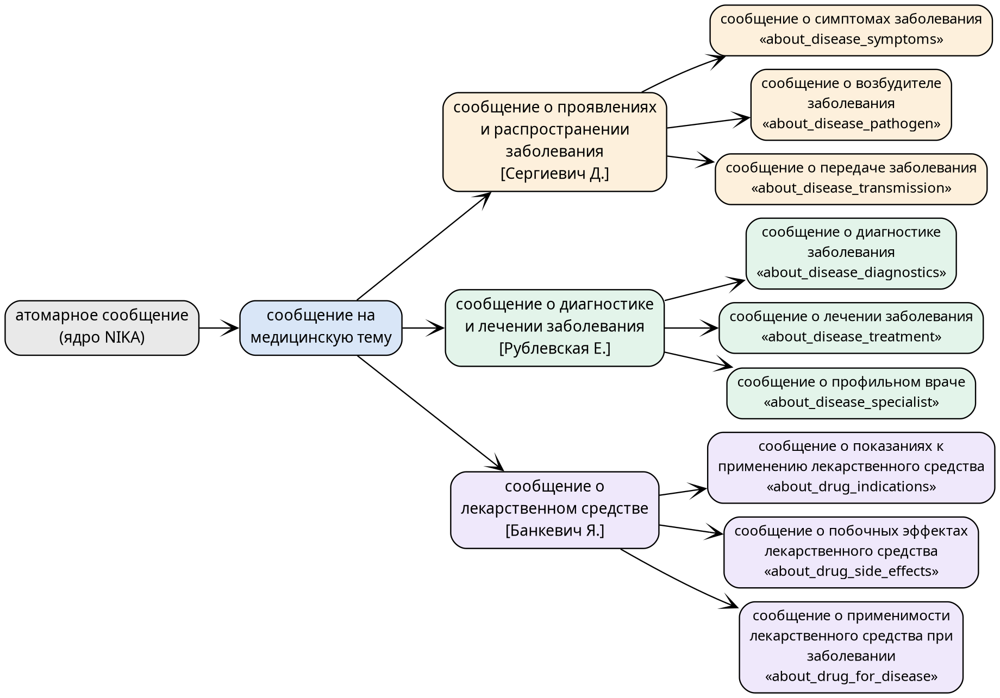 атомарное сообщение
(ядро NIKA)
сообщение на
медицинскую тему
сообщение о проявлениях
и распространении
заболевания
[Сергиевич Д.]
сообщение о симптомах заболевания
«about_disease_symptoms»
сообщение о возбудителе
заболевания
«about_disease_pathogen»
сообщение о передаче заболевания
«about_disease_transmission»
сообщение о диагностике
и лечении заболевания
[Рублевская Е.]
сообщение о диагностике
заболевания
«about_disease_diagnostics»
сообщение о лечении заболевания
«about_disease_treatment»
сообщение о профильном враче
«about_disease_specialist»
сообщение о
лекарственном средстве
[Банкевич Я.]
сообщение о показаниях к
применению лекарственного средства
«about_drug_indications»
сообщение о побочных эффектах
лекарственного средства
«about_drug_side_effects»
сообщение о применимости
лекарственного средства при
заболевании
«about_drug_for_disease»